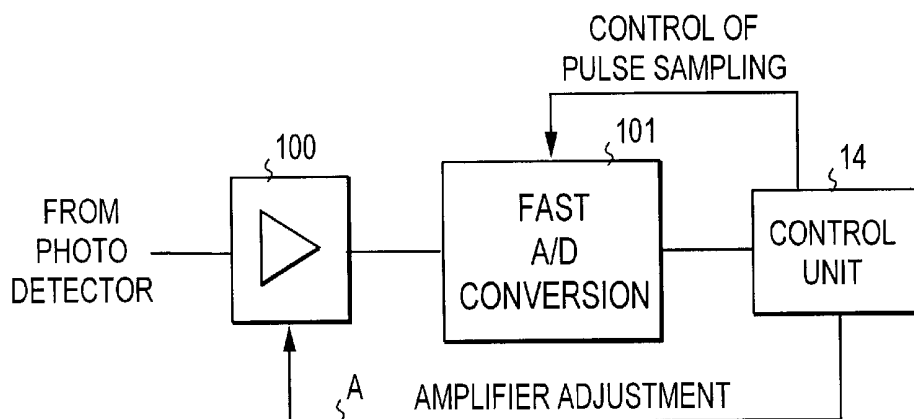 CONTROL OF
PULSE SAMPLING
100
101
14
FROM
PHOTO
DETECTOR
FAST
A/D
CONVERSION
CONTROL
UNIT
A
AMPLIFIER ADJUSTMENT